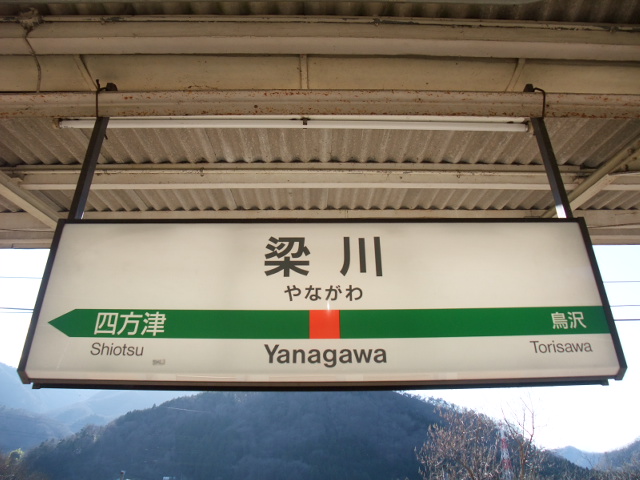 梁川
やながわ
四方津 鳥沢
Shiotsu Yanagawa Torisawa